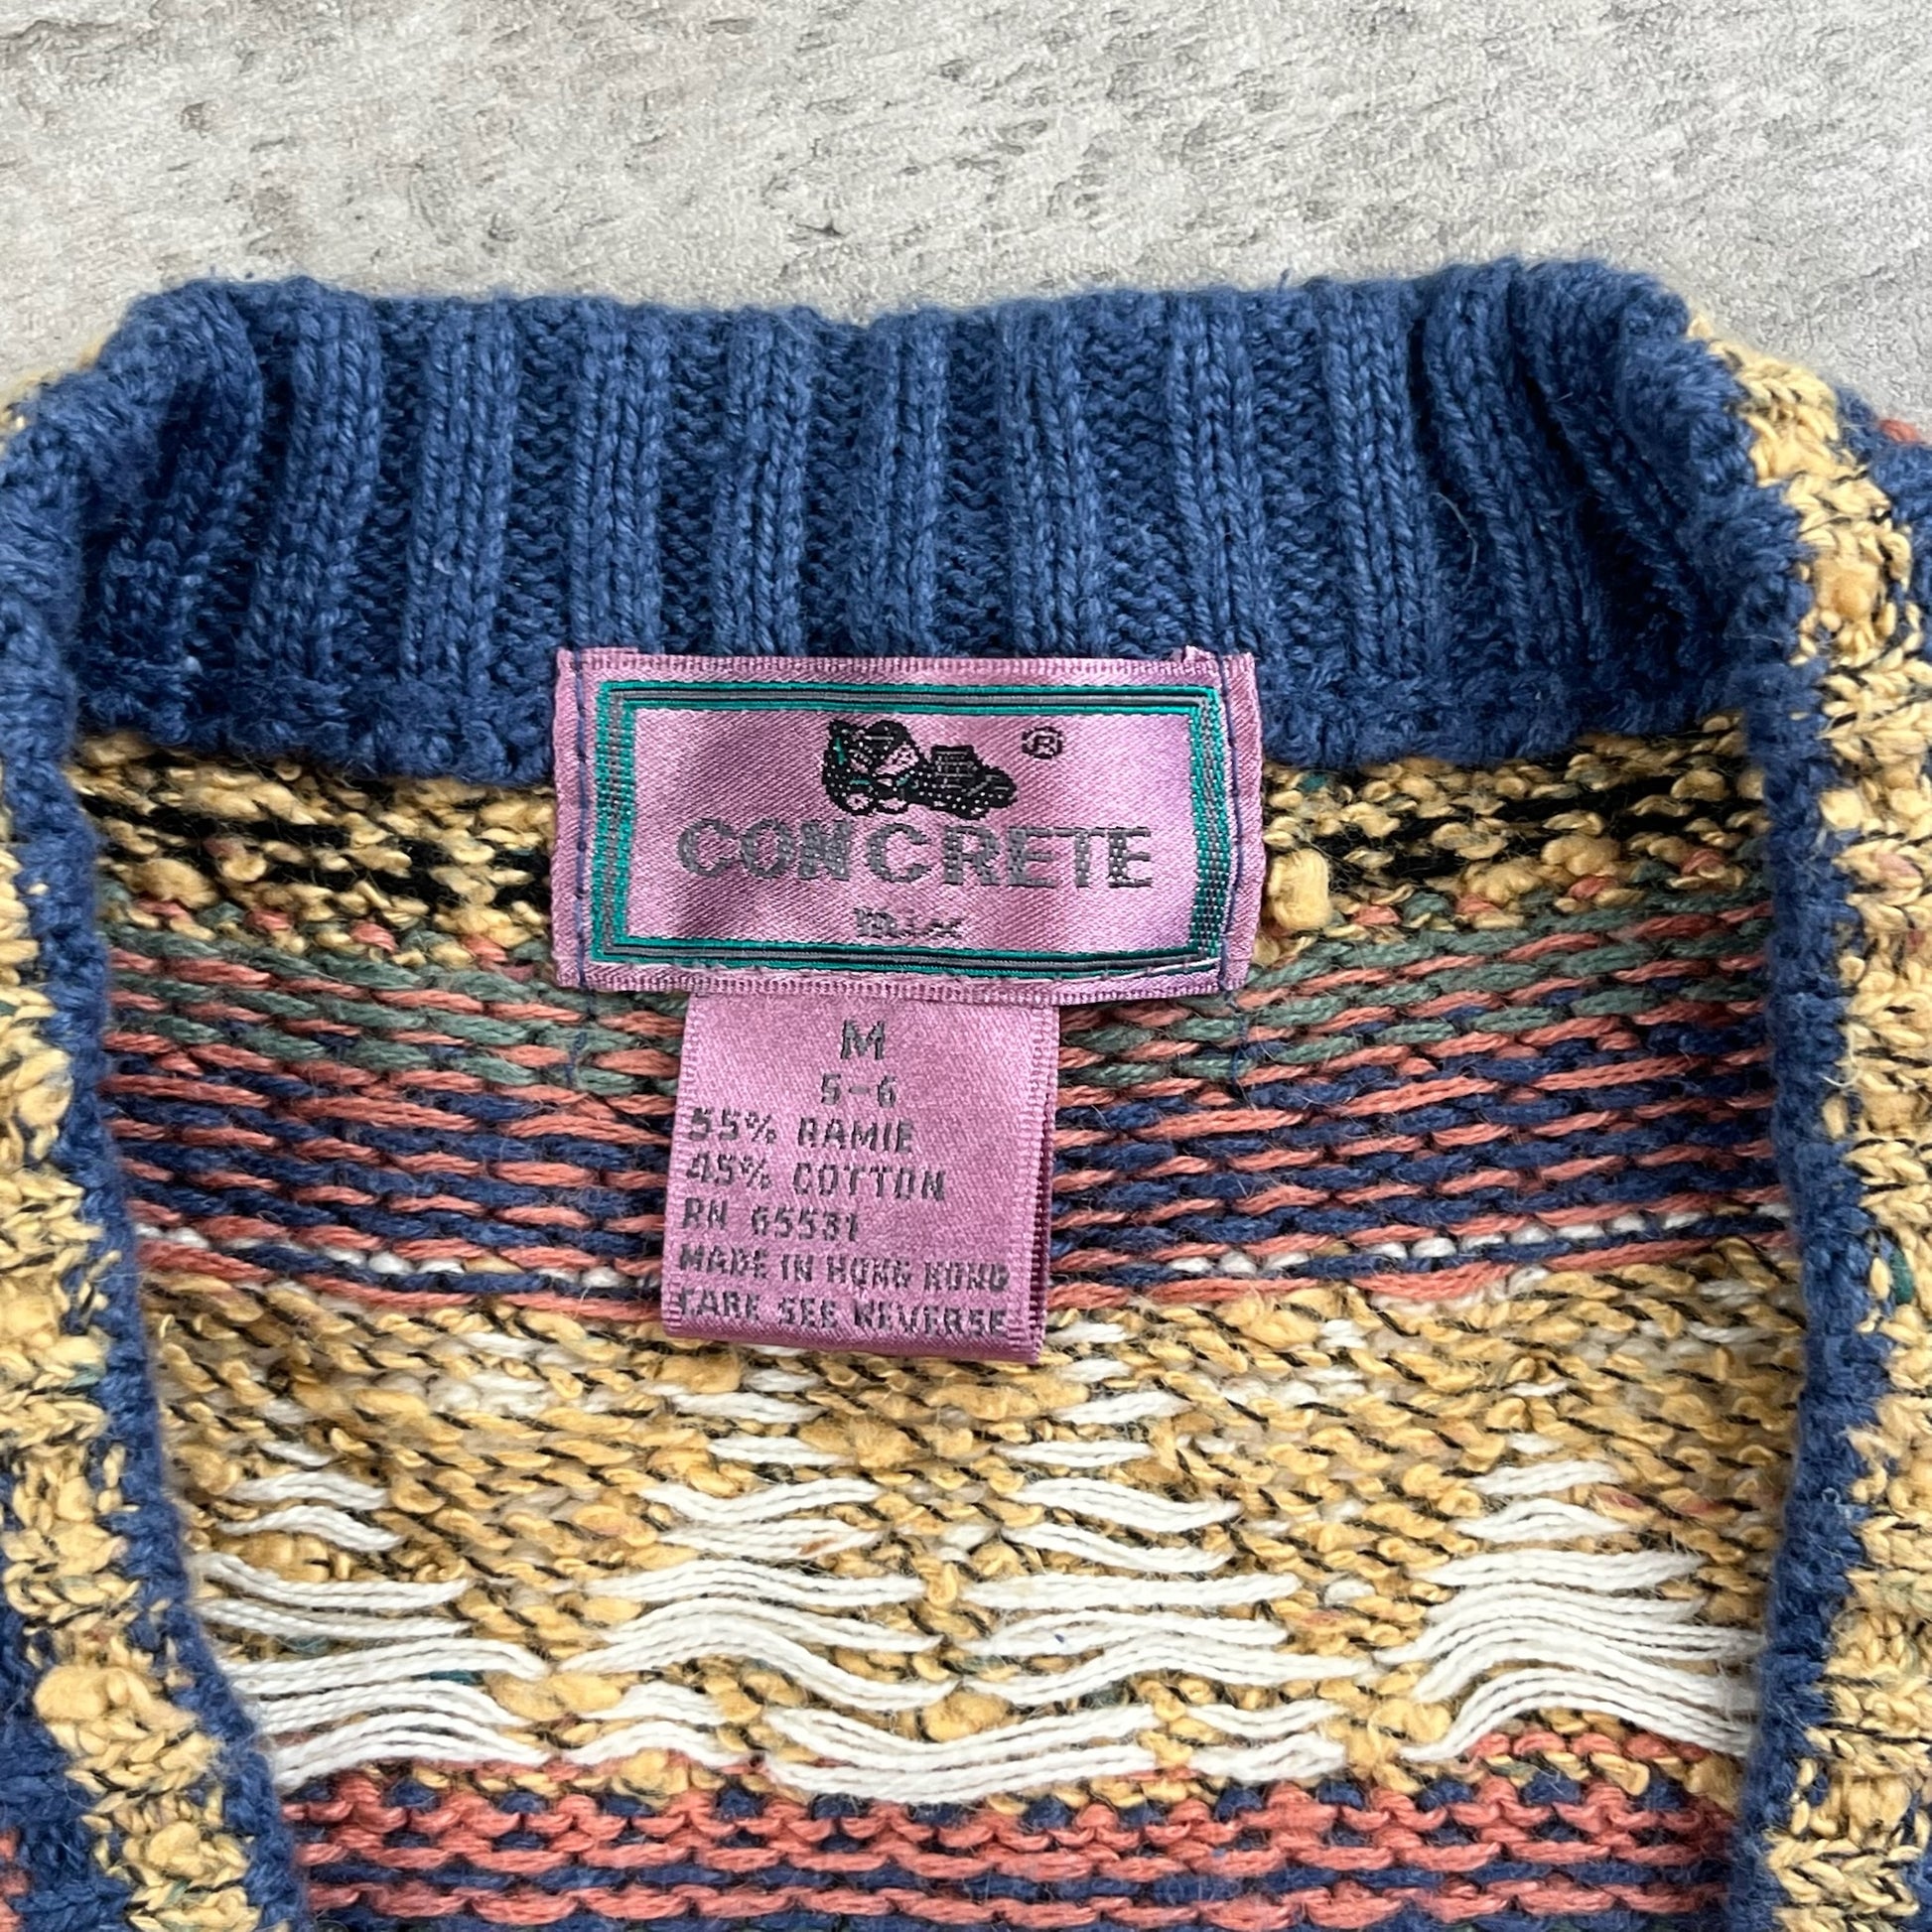 ®
CONCRETE
M
5-6
55% RAMIE
45% COTTON
RN 65531
MADE IN HONG KONG
CARE SEE REVERSE